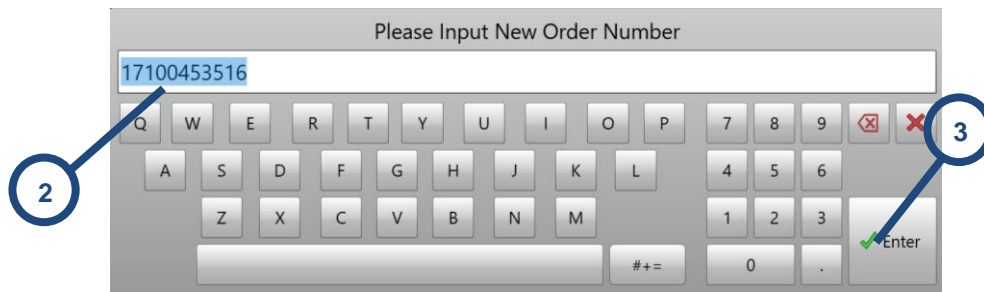 Please Input New Order Number
17100453516
Q W E R T Y U I O P 7 8 9
3
A S D F G H J K L 4 5 6
2
Z X C V B N M 1 2 3
Enter
#+= 0 .